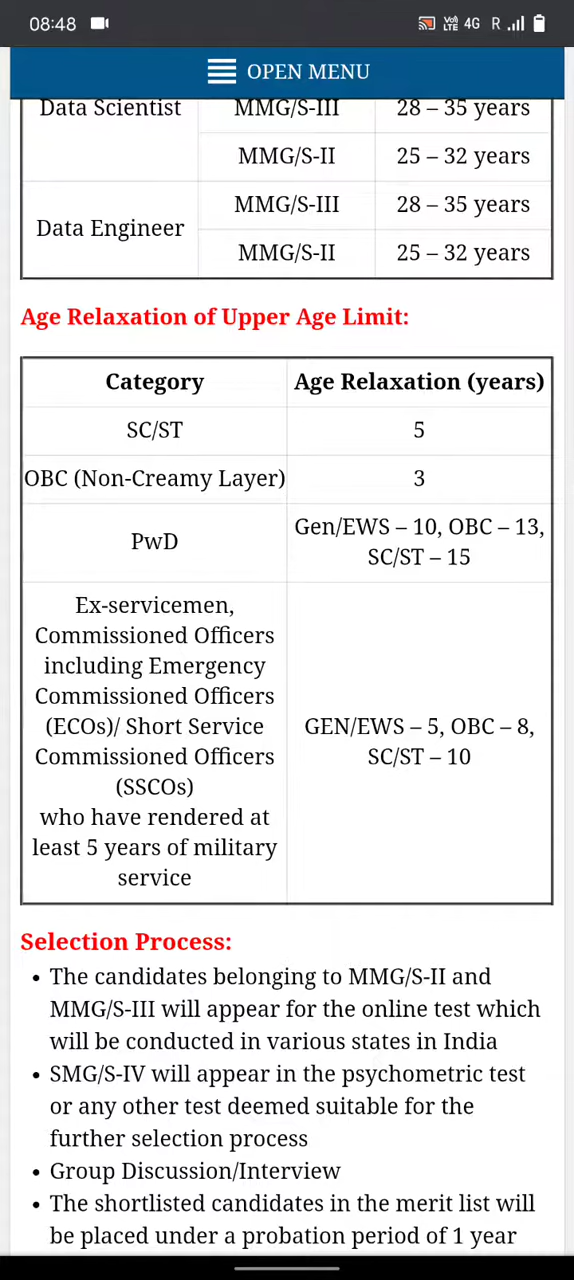 08:48
Vo) LTE 4G R
OPEN MENU
Data Scientist MMG/S-III 28 – 35 years
MMG/S-II 25 – 32 years
Data Engineer MMG/S-III 28 – 35 years
MMG/S-II 25 – 32 years
Age Relaxation of Upper Age Limit:
Category Age Relaxation (years)
SC/ST 5
OBC (Non-Creamy Layer) 3
PwD Gen/EWS – 10, OBC – 13,
SC/ST – 15
Ex-servicemen,
Commissioned Officers
including Emergency
Commissioned Officers
(ECOs)/ Short Service
Commissioned Officers
(SSCOs)
who have rendered at
least 5 years of military
service
GEN/EWS – 5, OBC – 8,
SC/ST – 10
Selection Process:
• The candidates belonging to MMG/S-II and
MMG/S-III will appear for the online test which
will be conducted in various states in India
• SMG/S-IV will appear in the psychometric test
or any other test deemed suitable for the
further selection process
• Group Discussion/Interview
• The shortlisted candidates in the merit list will
be placed under a probation period of 1 year